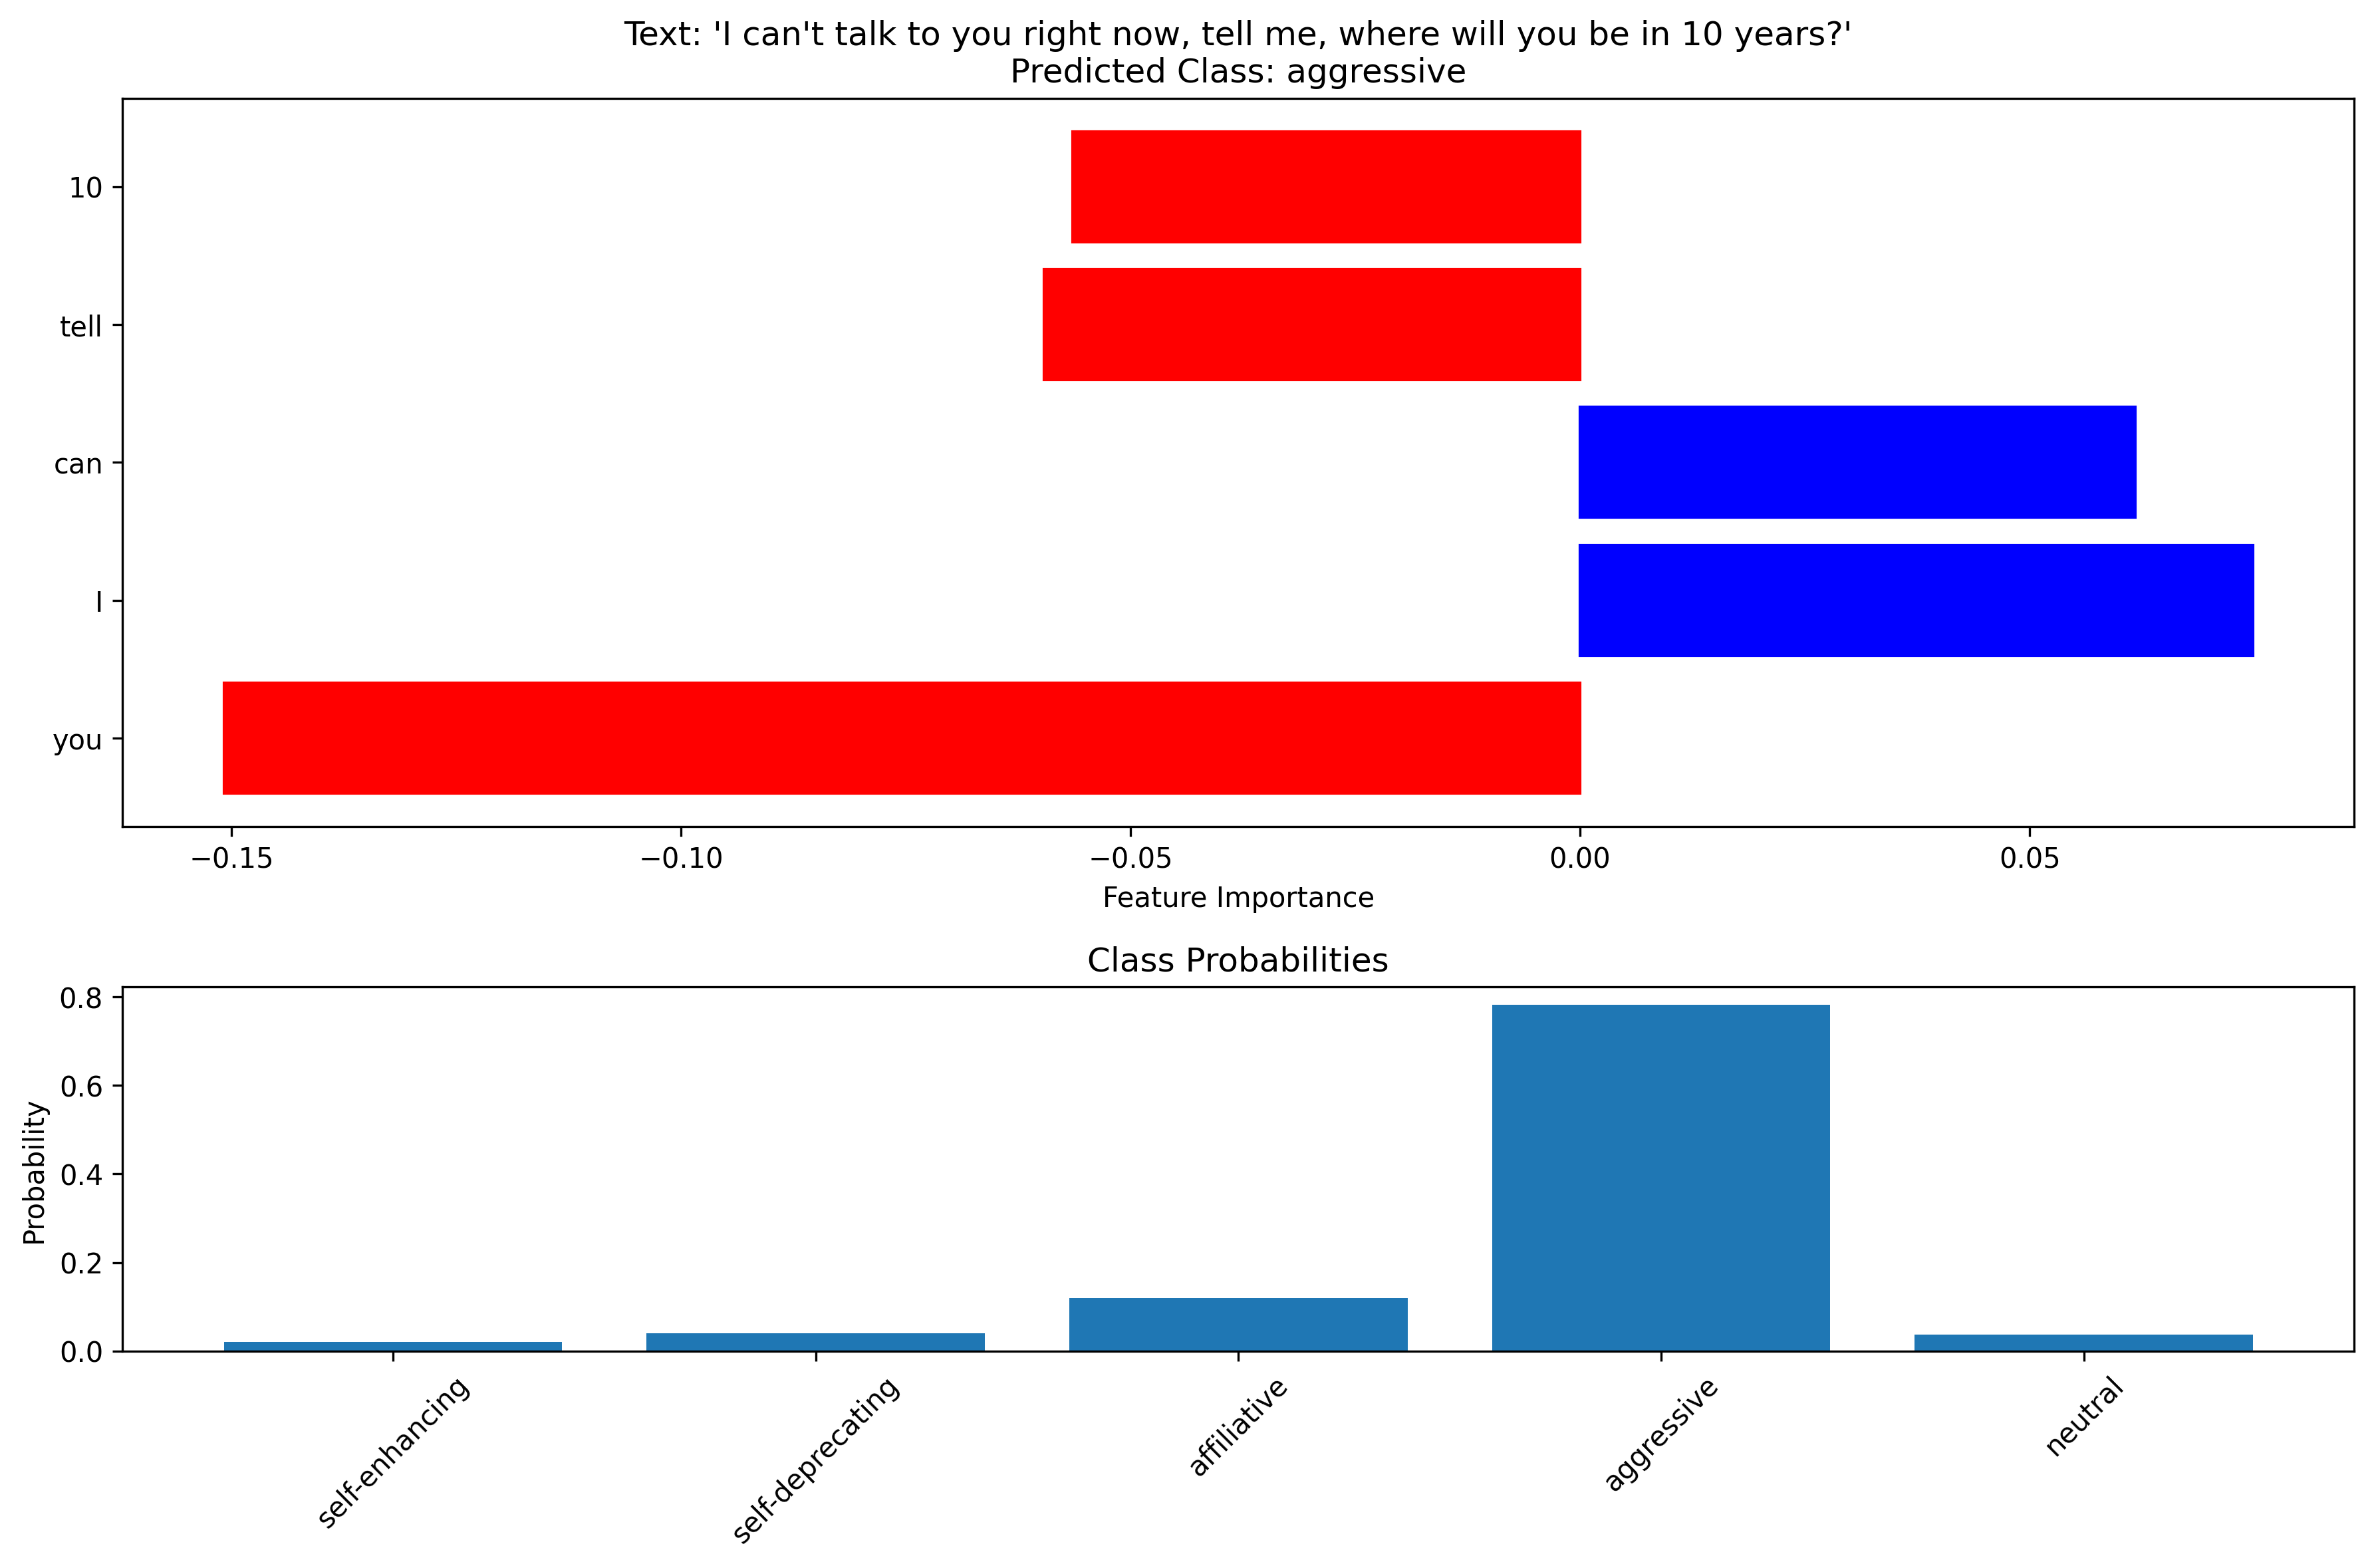 Text: 'I can't talk to you right now, tell me, where will you be in 10 years?'
Predicted Class: aggressive
10
tell
can
I
you
−0.15 −0.10 −0.05 0.00 0.05
Feature Importance
Class Probabilities
Probability
0.8
0.6
0.4
0.2
0.0
self-enhancing self-deprecating affiliative aggressive neutral